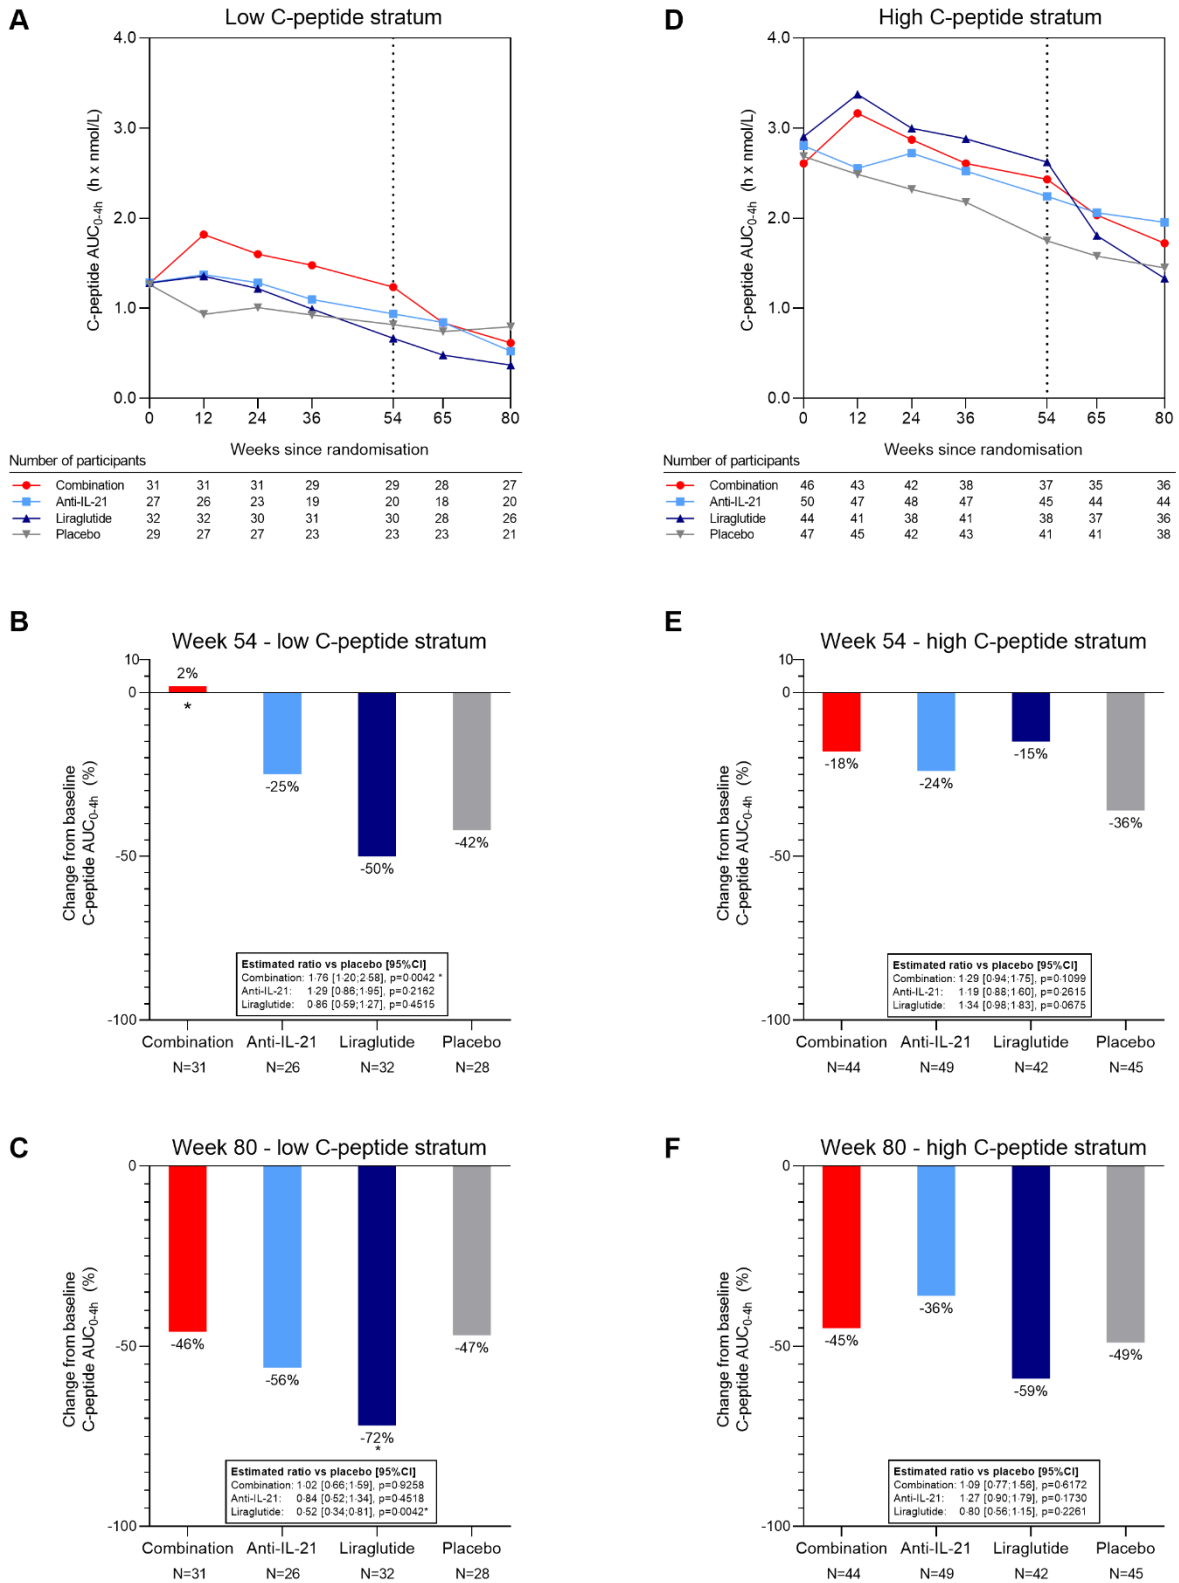 A
Low C-peptide stratum
4.0
3.0
2.0
1.0
0.0
C-peptide AUC0-4h (h x nmol/L)
0 12 24 36 54 65 80
Weeks since randomisation
Number of participants
Combination 31 31 31 29 29 28 27
Anti-IL-21 27 26 23 19 20 18 20
Liraglutide 32 32 30 31 30 28 26
Placebo 29 27 27 23 23 23 21
D
High C-peptide stratum
4.0
3.0
2.0
1.0
0.0
C-peptide AUC0-4h (h x nmol/L)
0 12 24 36 54 65 80
Weeks since randomisation
Number of participants
Combination 46 43 42 38 37 35 36
Anti-IL-21 50 47 48 47 45 44 44
Liraglutide 44 41 38 41 38 37 36
Placebo 47 45 42 43 41 41 38
B
Week 54 - low C-peptide stratum
10
0
-50
-100
Change from baseline
C-peptide AUC0-4h (%)
2%
*
-25%
-50%
-42%
Estimated ratio vs placebo [95%CI]
Combination: 1·76 [1·20;2·58], p=0·0042 *
Anti-IL-21: 1·29 [0·86;1·95], p=0·2162
Liraglutide: 0·86 [0·59;1·27], p=0·4515
Combination Anti-IL-21 Liraglutide Placebo
N=31 N=26 N=32 N=28
E
Week 54 - high C-peptide stratum
10
0
-50
-100
Change from baseline
C-peptide AUC0-4h (%)
-18%
-24%
-15%
-36%
Estimated ratio vs placebo [95%CI]
Combination: 1·29 [0·94;1·75], p=0·1099
Anti-IL-21: 1·19 [0·88;1·60], p=0·2615
Liraglutide: 1·34 [0·98;1·83], p=0·0675
Combination Anti-IL-21 Liraglutide Placebo
N=44 N=49 N=42 N=45
C
Week 80 - low C-peptide stratum
0
-50
-100
Change from baseline
C-peptide AUC0-4h (%)
-46%
-56%
-72%
*
-47%
Estimated ratio vs placebo [95%CI]
Combination: 1·02 [0·66;1·59], p=0·9258
Anti-IL-21: 0·84 [0·52;1·34], p=0·4518
Liraglutide: 0·52 [0·34;0·81], p=0·0042*
Combination Anti-IL-21 Liraglutide Placebo
N=31 N=26 N=32 N=28
F
Week 80 - high C-peptide stratum
0
-50
-100
Change from baseline
C-peptide AUC0-4h (%)
-45%
-36%
-59%
-49%
Estimated ratio vs placebo [95%CI]
Combination: 1·09 [0·77;1·56], p=0·6172
Anti-IL-21: 1·27 [0·90;1·79], p=0·1730
Liraglutide: 0·80 [0·56;1·15], p=0·2261
Combination Anti-IL-21 Liraglutide Placebo
N=44 N=49 N=42 N=45